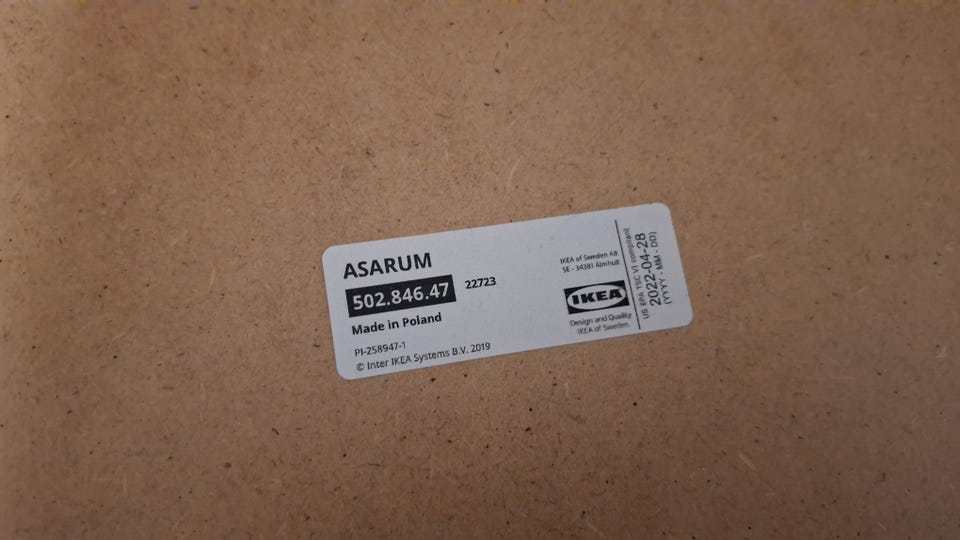 ASARUM
502.846.47 22723
Made in Poland
PI-258947-1
© Inter IKEA Systems B.V. 2019
IKEA of Sweden AB
SE - 34381 Älmhult
IKEA
Design and Quality
IKEA of Sweden
US EPA TSC VI compliant
2022-04-28
(YYYY - MM - DD)